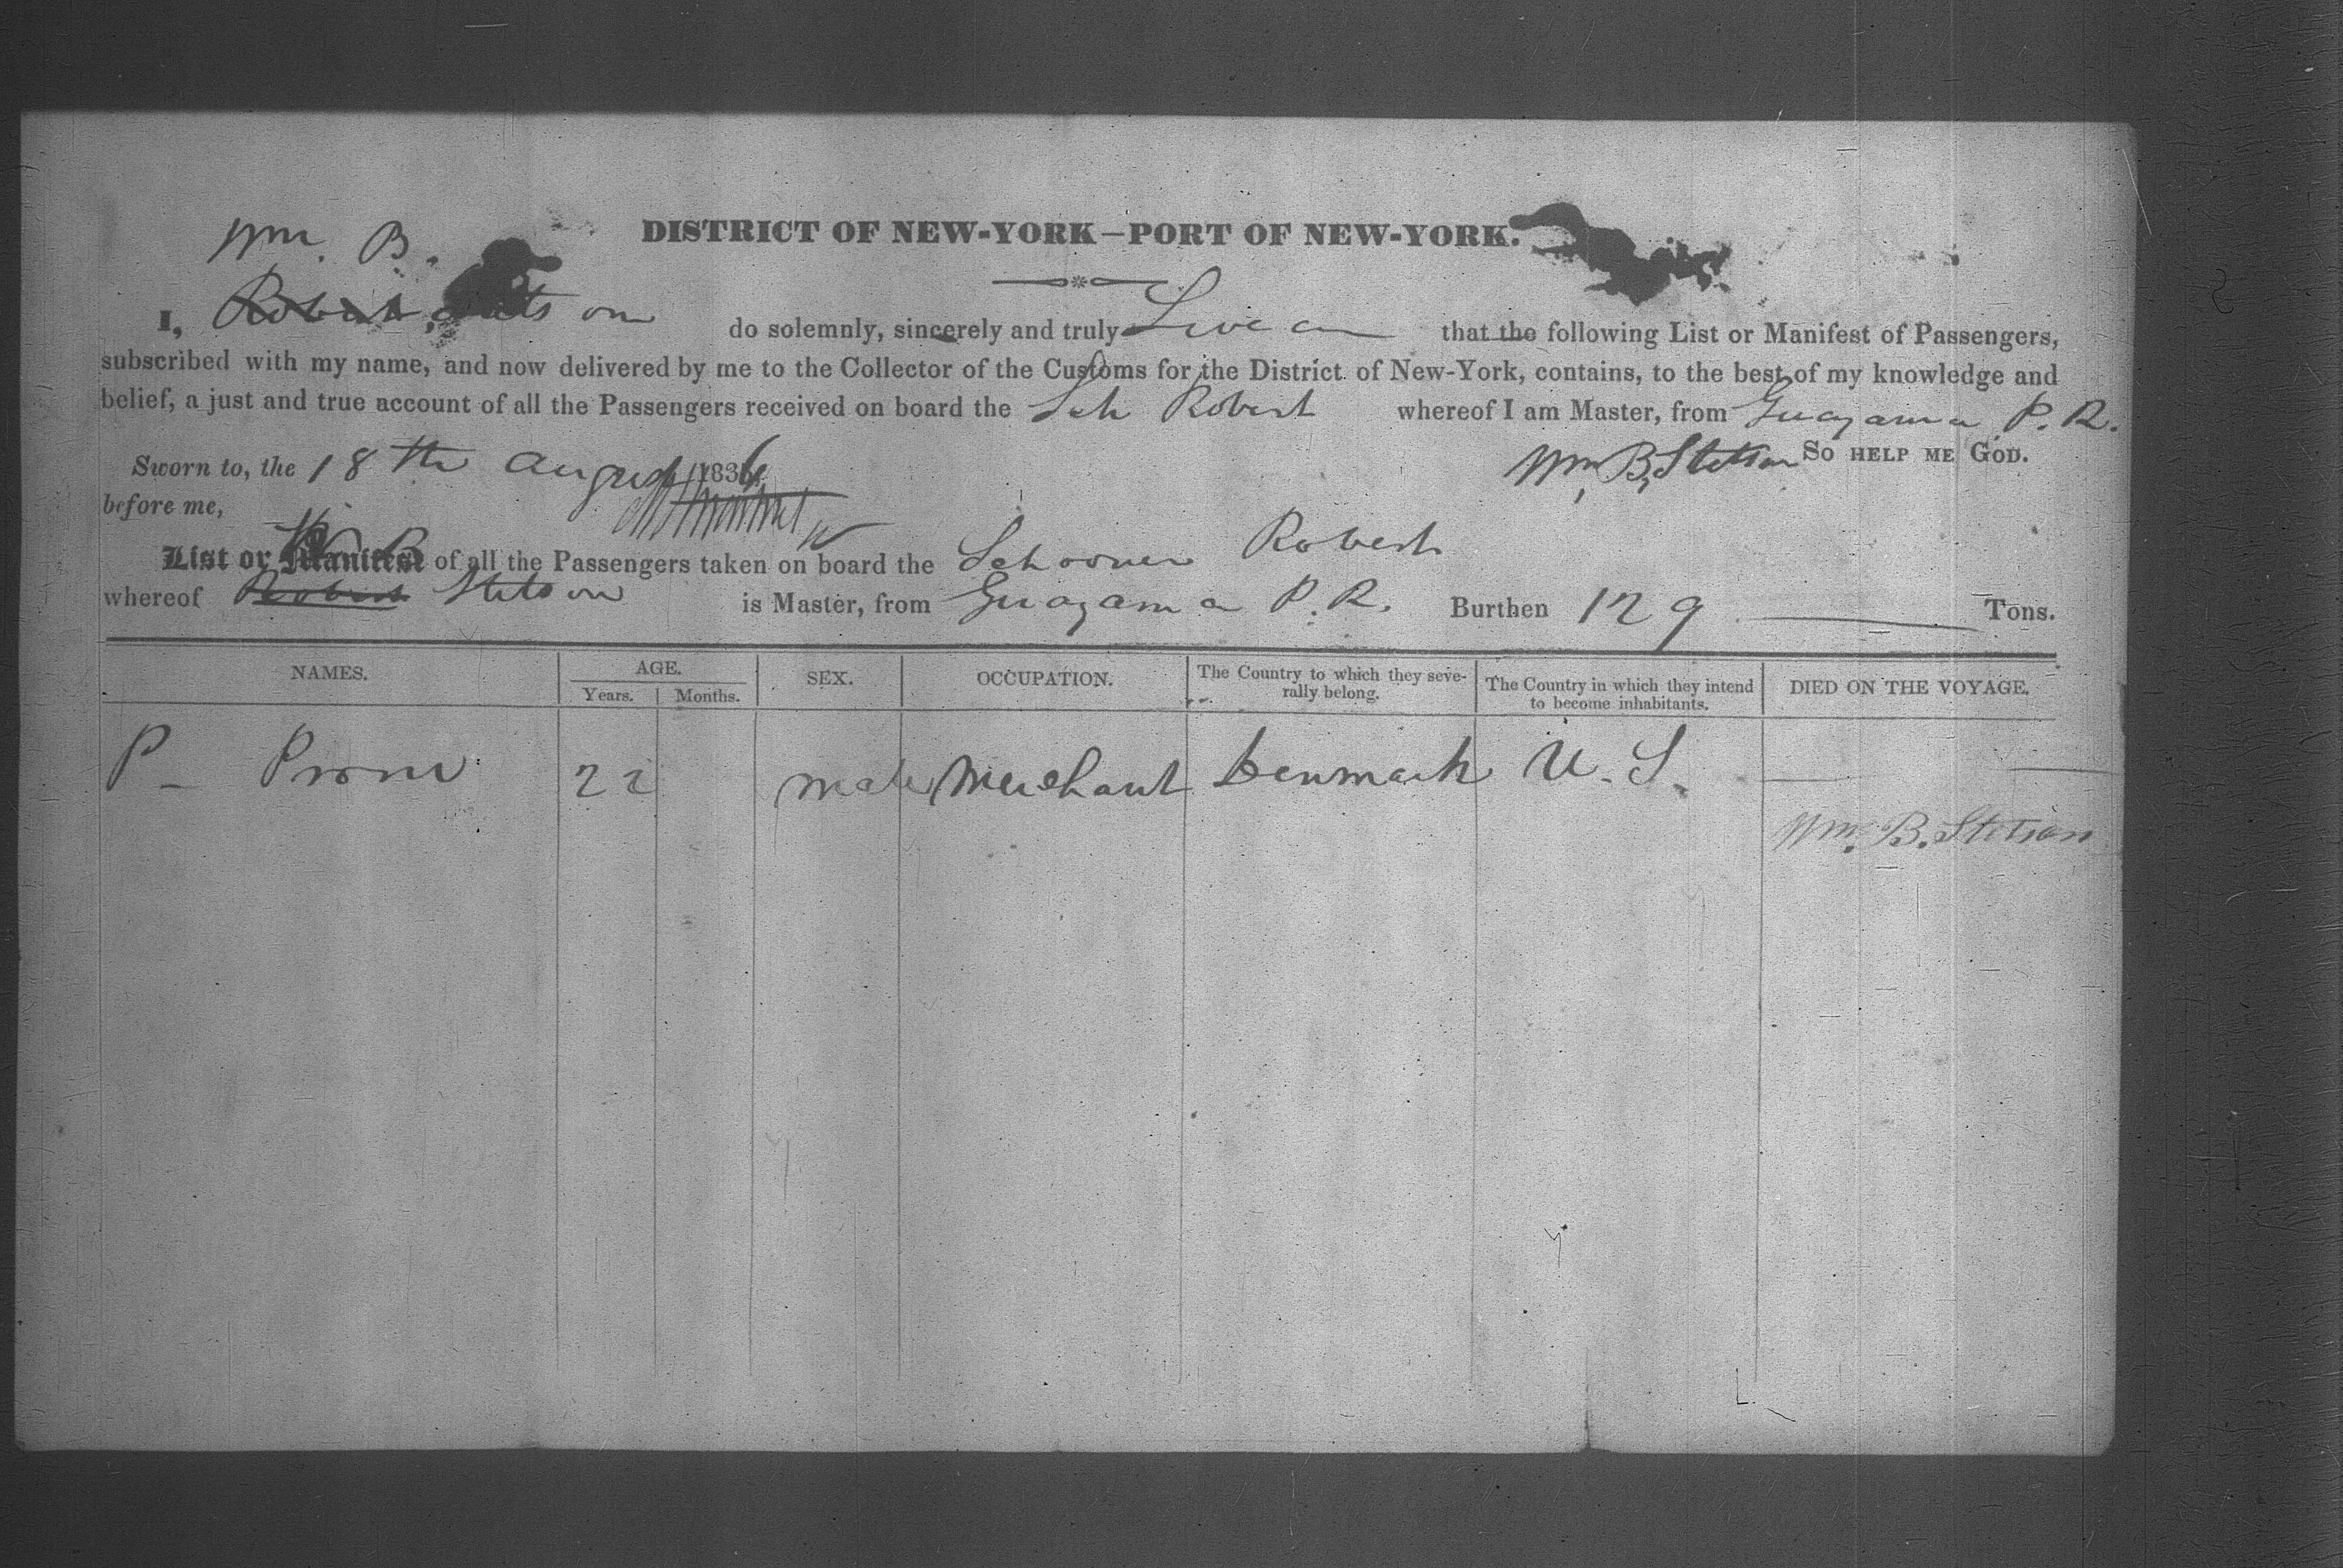 DISTRICT OF NEW-YORK—PORT OF NEW-YORK.
Wm. B.
I, Robert Stetson do solemnly, sincerely and truly Swear that the following List or Manifest of Passengers,
subscribed with my name, and now delivered by me to the Collector of the Customs for the District of New-York, contains, to the best of my knowledge and
belief, a just and true account of all the Passengers received on board the Sch Robert whereof I am Master, from Guayama P. R.
Sworn to, the 18th August 1836 Wm. B. Stetson SO HELP ME GOD.
before me,
Wm B
List or Manifest of all the Passengers taken on board the Schooner Robert
whereof Robert Stetson is Master, from Guayama P. R. Burthen 129 Tons.
NAMES. AGE. SEX. OCCUPATION. The Country to which they seve-
rally belong. The Country in which they intend
to become inhabitants. DIED ON THE VOYAGE.
Years. Months.
P 22 male Merchant Denmark U. S.
Wm. B. Stetson